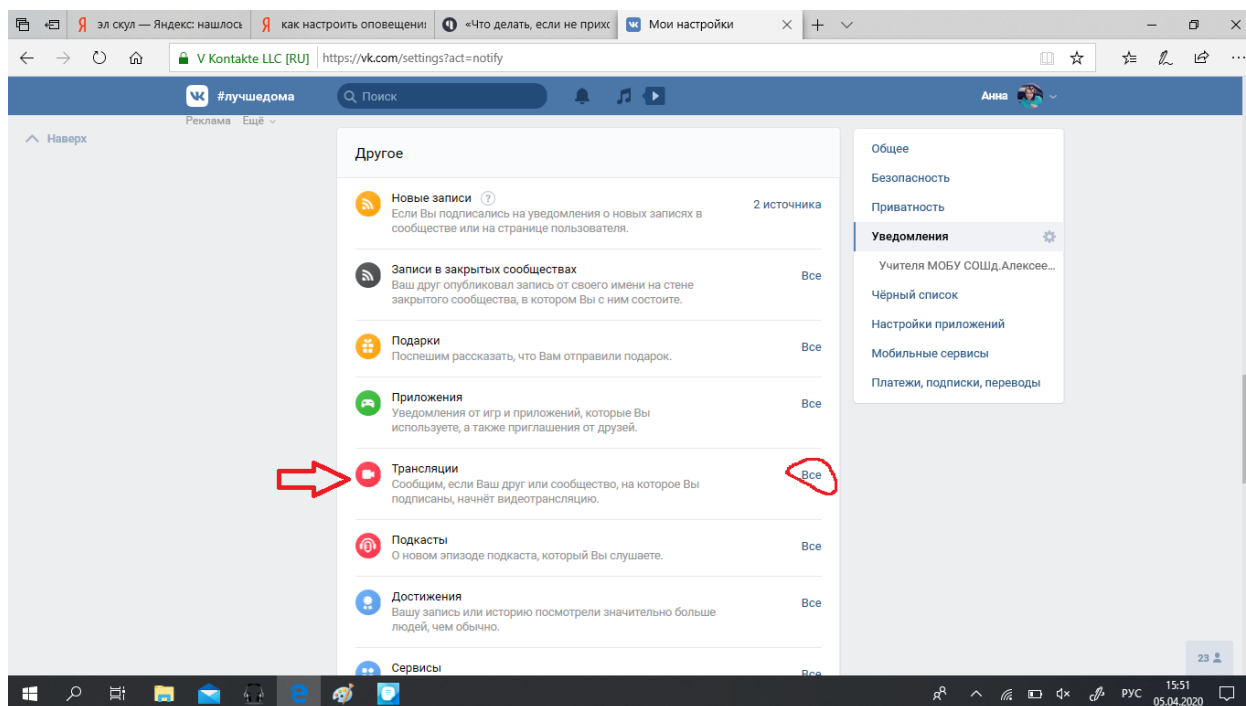 эл скул — Яндекс: нашлось
как настроить оповещени
«Что делать, если не прихо
Мои настройки
V Kontakte LLC [RU]
https://vk.com/settings?act=notify
#лучшедома
Поиск
Анна
Реклама Ещё
Наверх
Другое
Новые записи ?
Если Вы подписались на уведомления о новых записях в
сообществе или на странице пользователя.
2 источника
Записи в закрытых сообществах
Ваш друг опубликовал запись от своего имени на стене
закрытого сообщества, в котором Вы с ним состоите.
Все
Подарки
Поспешим рассказать, что Вам отправили подарок.
Все
Приложения
Уведомления от игр и приложений, которые Вы
используете, а также приглашения от друзей.
Все
Трансляции
Сообщим, если Ваш друг или сообщество, на которое Вы
подписаны, начнёт видеотрансляцию.
Все
Подкасты
О новом эпизоде подкаста, который Вы слушаете.
Все
Достижения
Вашу запись или историю посмотрели значительно больше
людей, чем обычно.
Все
Сервисы
Все
Общее
Безопасность
Приватность
Уведомления
Учителя МОБУ СОШд.Алексее...
Чёрный список
Настройки приложений
Мобильные сервисы
Платежи, подписки, переводы
23
РУС
15:51
05.04.2020